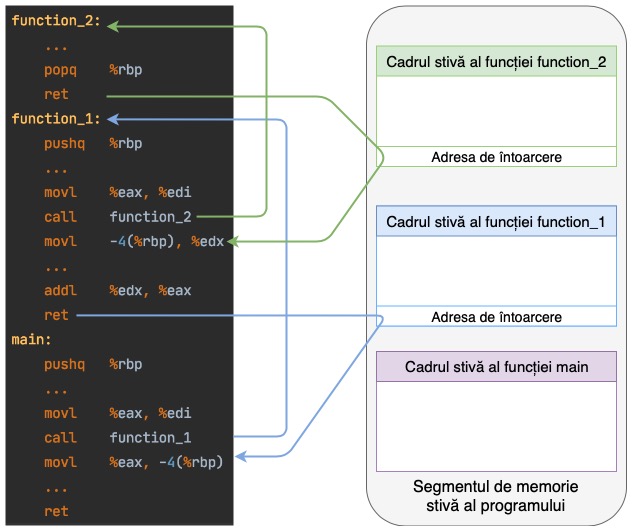 function_2:
...
popq %rbp
ret
function_1:
pushq %rbp
...
movl %eax, %edi
call function_2
movl -4(%rbp), %edx
...
addl %edx, %eax
ret
main:
pushq %rbp
...
movl %eax, %edi
call function_1
movl %eax, -4(%rbp)
...
ret
Cadrul stivă al funcției function_2
Adresa de întoarcere
Cadrul stivă al funcției function_1
Adresa de întoarcere
Cadrul stivă al funcției main
Segmentul de memorie
stivă al programului